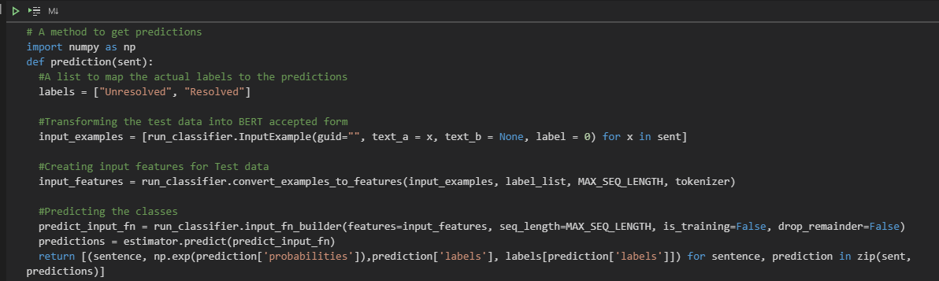 M↓
# A method to get predictions
import numpy as np
def prediction(sent):
#A list to map the actual labels to the predictions
labels = ["Unresolved", "Resolved"]
#Transforming the test data into BERT accepted form
input_examples = [run_classifier.InputExample(guid="", text_a = x, text_b = None, label = 0) for x in sent]
#Creating input features for Test data
input_features = run_classifier.convert_examples_to_features(input_examples, label_list, MAX_SEQ_LENGTH, tokenizer)
#Predicting the classes
predict_input_fn = run_classifier.input_fn_builder(features=input_features, seq_length=MAX_SEQ_LENGTH, is_training=False, drop_remainder=False)
predictions = estimator.predict(predict_input_fn)
return [(sentence, np.exp(prediction['probabilities']),prediction['labels'], labels[prediction['labels']]) for sentence, prediction in zip(sent,
predictions)]